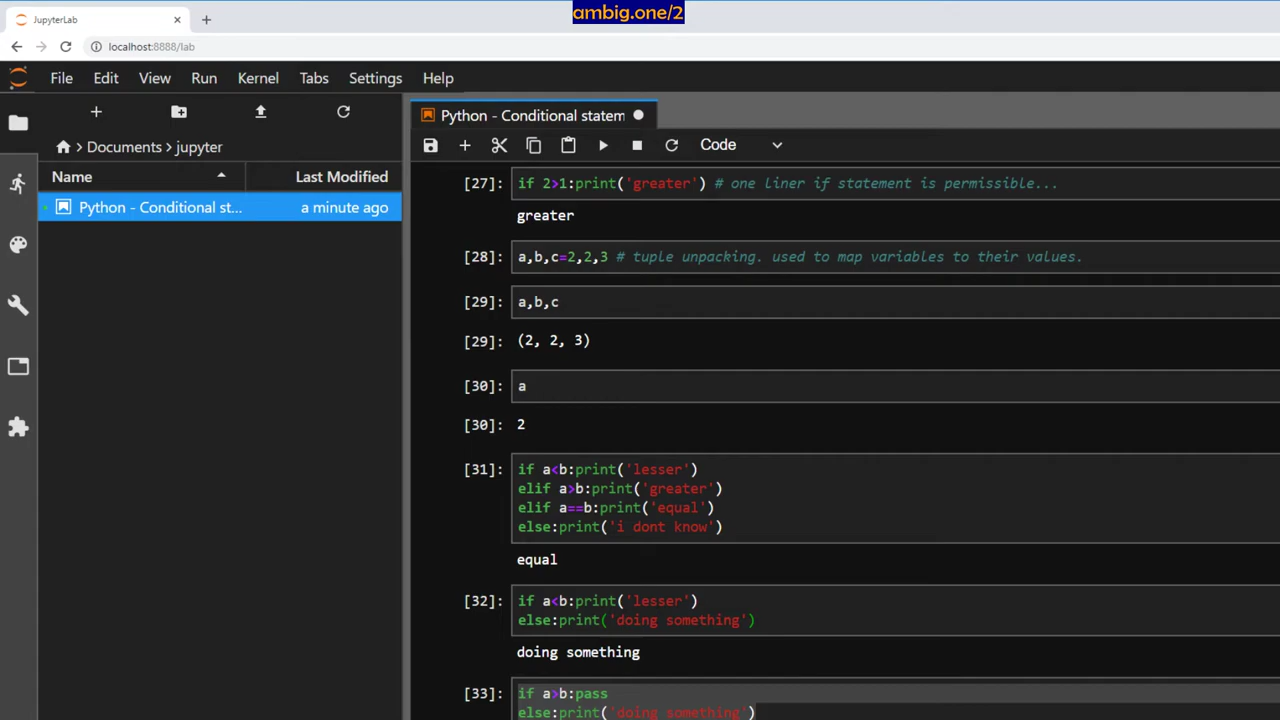 ambig.one/2
JupyterLab
localhost:8888/lab
File Edit View Run Kernel Tabs Settings Help
Python - Conditional statem
Documents > jupyter
Code
Name Last Modified
Python - Conditional st... a minute ago
[27]: if 2>1:print('greater') # one liner if statement is permissible...
greater
[28]: a,b,c=2,2,3 # tuple unpacking. used to map variables to their values.
[29]: a,b,c
[29]: (2, 2, 3)
[30]: a
[30]: 2
[31]: if a<b:print('lesser')
elif a>b:print('greater')
elif a==b:print('equal')
else:print('i dont know')
equal
[32]: if a<b:print('lesser')
else:print('doing something')
doing something
[33]: if a>b:pass
else:print('doing something')